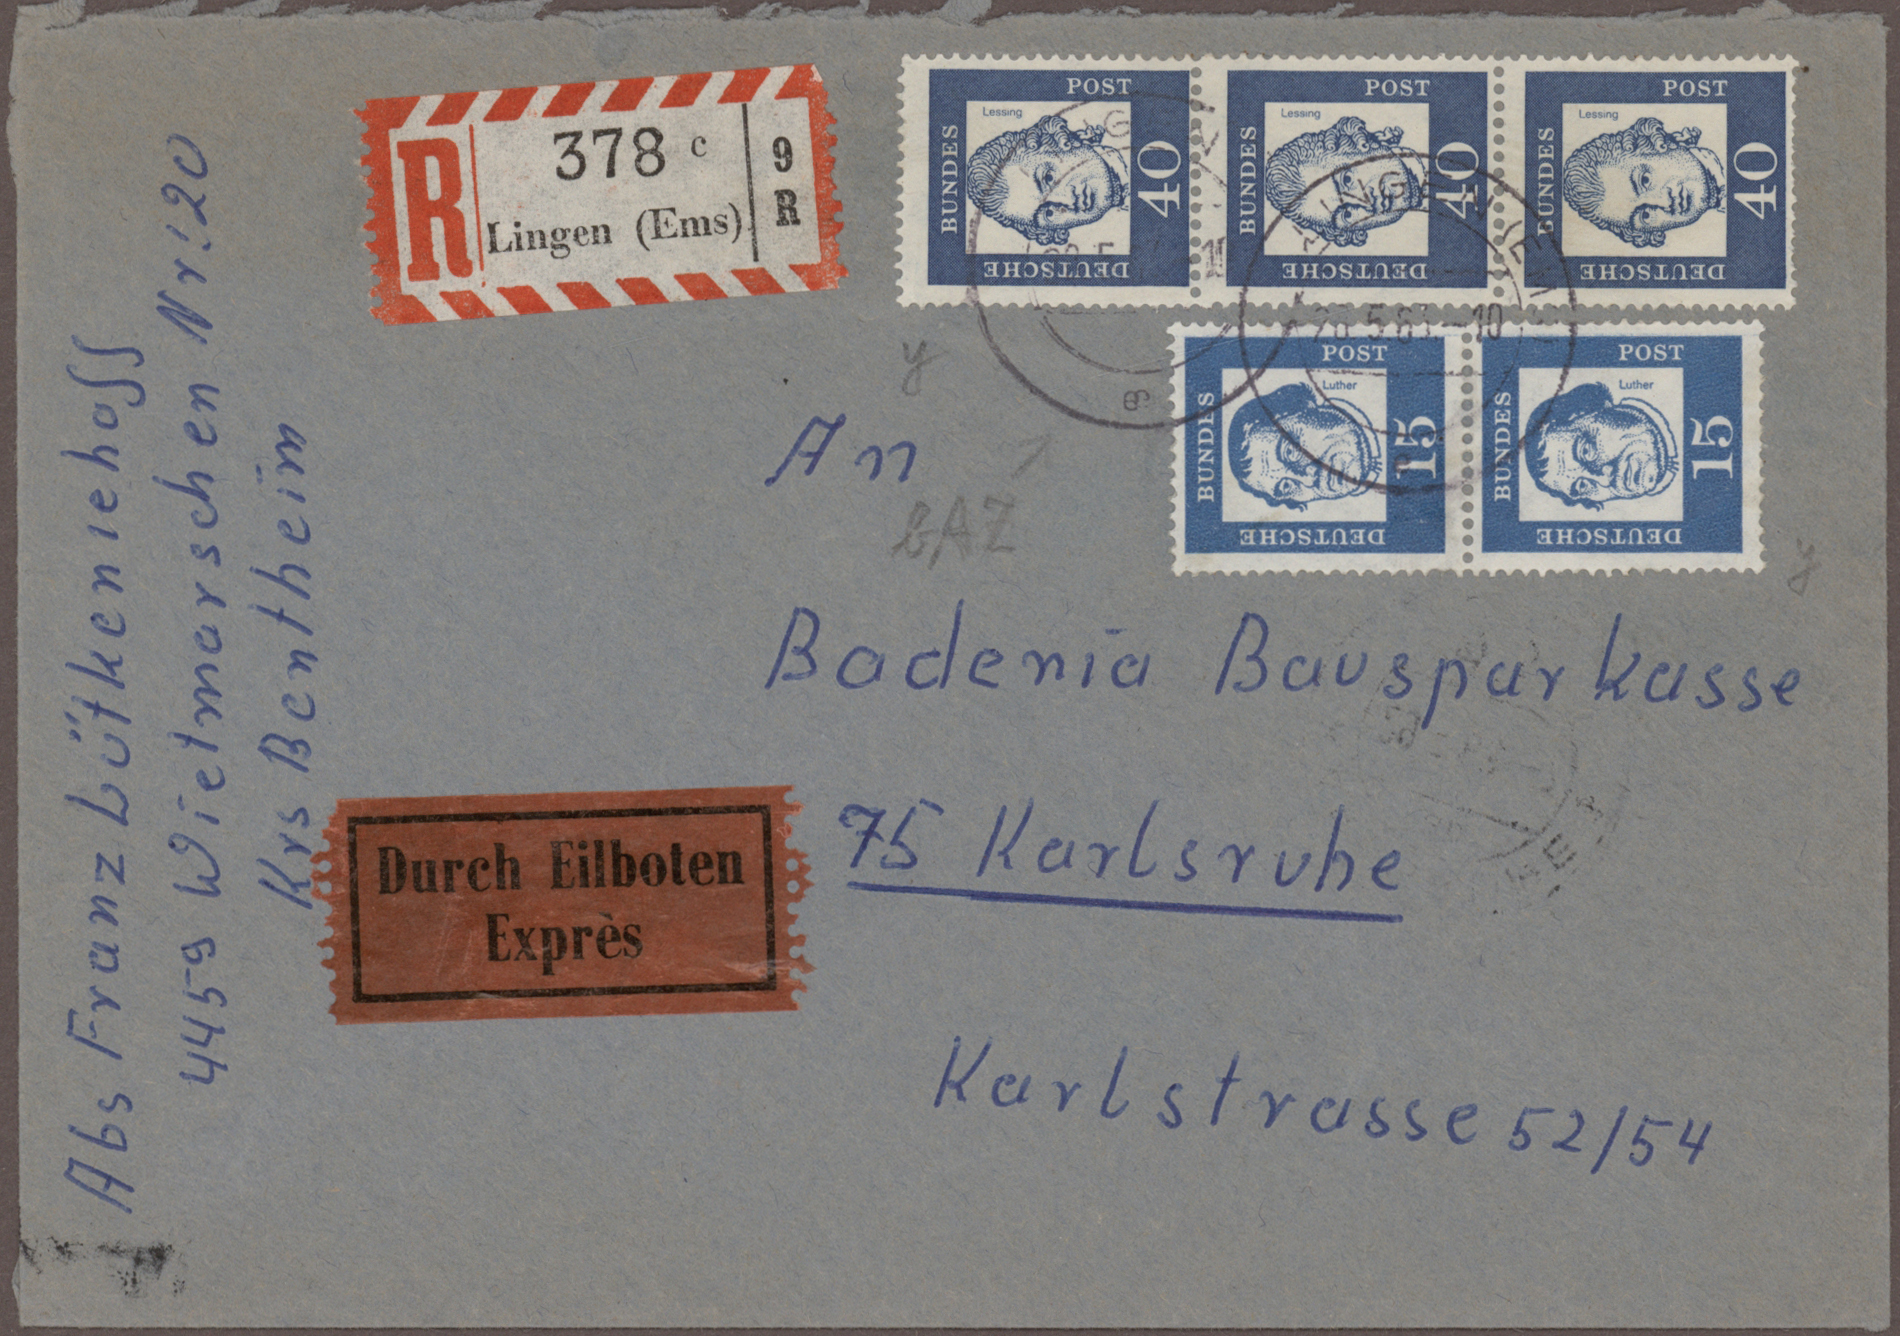 Abs Franz Lütkeniehoff
4459 Wietmarschen Nr: 20
Krs Bentheim
R
378 c
Lingen (Ems)
9
R
POST
Lessing
BUNDES
40
DEUTSCHE
POST
Lessing
BUNDES
40
DEUTSCHE
POST
Lessing
BUNDES
40
DEUTSCHE
POST
Luther
BUNDES
15
DEUTSCHE
POST
Luther
BUNDES
15
DEUTSCHE
y
y
An
Badenia Bausparkasse
75 Karlsruhe
Karlstrasse 52/54
Durch Eilboten
Exprès